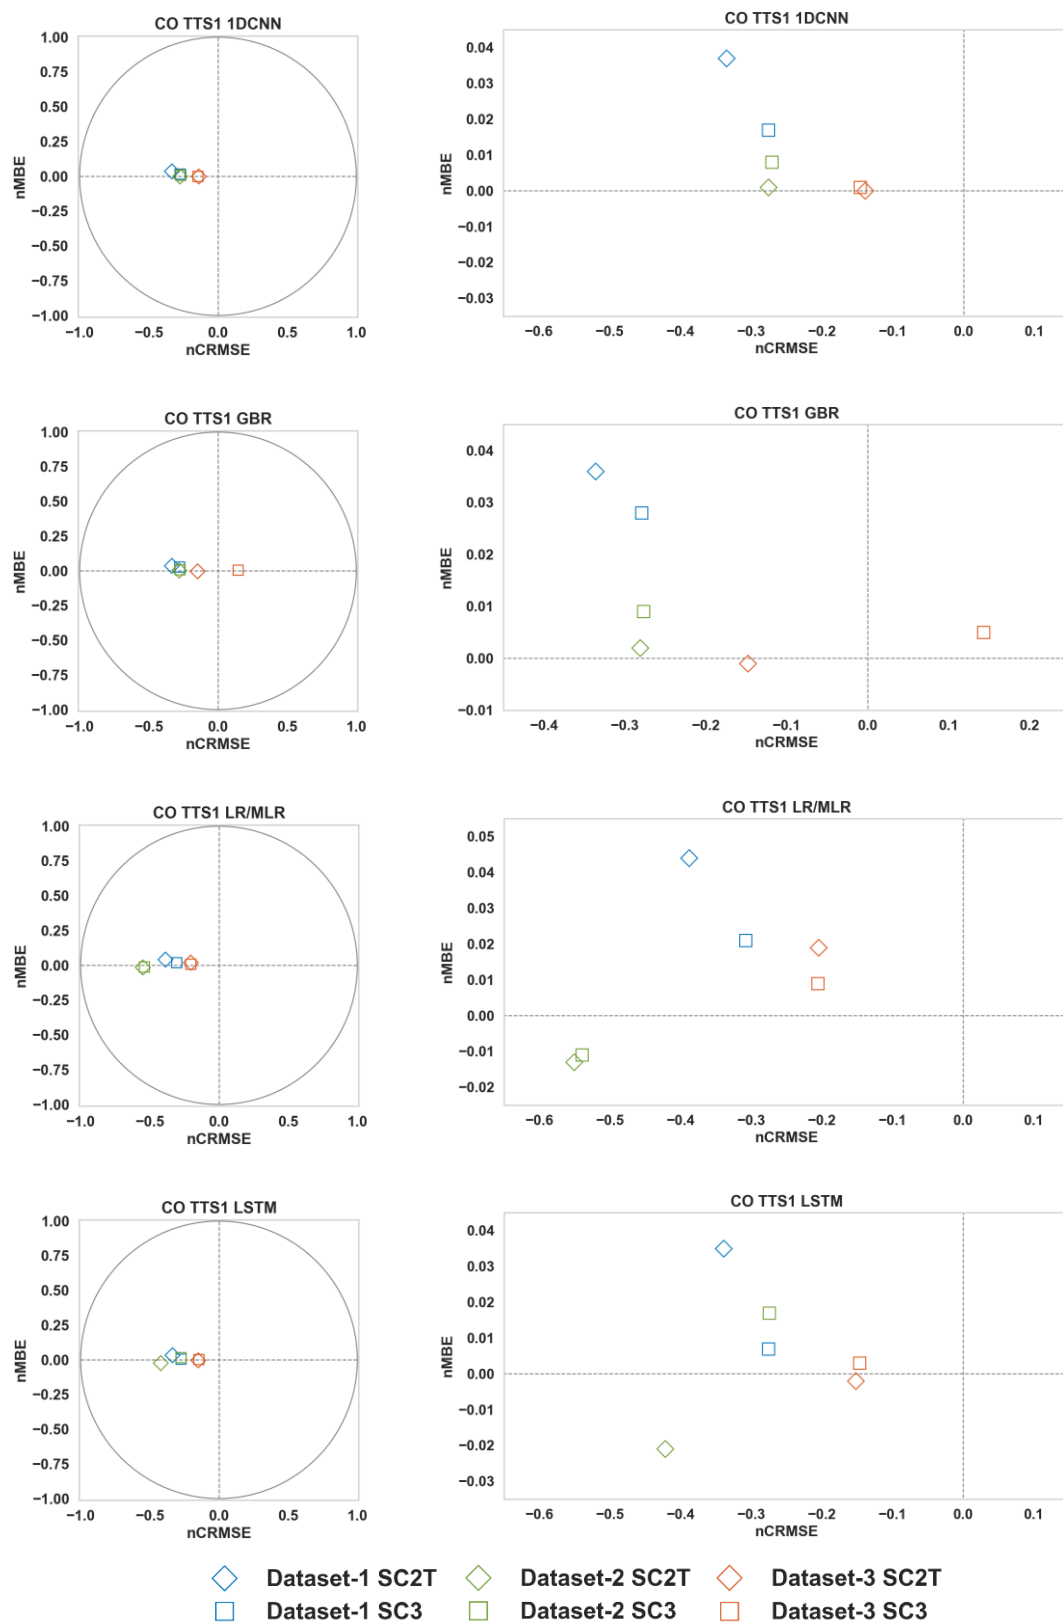 CO TTS1 1DCNN
1.00
0.75
0.50
0.25
0.00
−0.25
−0.50
−0.75
−1.00
nMBE
−1.0 −0.5 0.0 0.5 1.0
nCRMSE
CO TTS1 1DCNN
0.04
0.03
0.02
0.01
0.00
−0.01
−0.02
−0.03
nMBE
−0.6 −0.5 −0.4 −0.3 −0.2 −0.1 0.0 0.1
nCRMSE
CO TTS1 GBR
1.00
0.75
0.50
0.25
0.00
−0.25
−0.50
−0.75
−1.00
nMBE
−1.0 −0.5 0.0 0.5 1.0
nCRMSE
CO TTS1 GBR
0.04
0.03
0.02
0.01
0.00
−0.01
nMBE
−0.4 −0.3 −0.2 −0.1 0.0 0.1 0.2
nCRMSE
CO TTS1 LR/MLR
1.00
0.75
0.50
0.25
0.00
−0.25
−0.50
−0.75
−1.00
nMBE
−1.0 −0.5 0.0 0.5 1.0
nCRMSE
CO TTS1 LR/MLR
0.05
0.04
0.03
0.02
0.01
0.00
−0.01
−0.02
nMBE
−0.6 −0.5 −0.4 −0.3 −0.2 −0.1 0.0 0.1
nCRMSE
CO TTS1 LSTM
1.00
0.75
0.50
0.25
0.00
−0.25
−0.50
−0.75
−1.00
nMBE
−1.0 −0.5 0.0 0.5 1.0
nCRMSE
CO TTS1 LSTM
0.04
0.03
0.02
0.01
0.00
−0.01
−0.02
−0.03
nMBE
−0.6 −0.5 −0.4 −0.3 −0.2 −0.1 0.0 0.1
nCRMSE
Dataset-1 SC2T Dataset-2 SC2T Dataset-3 SC2T
Dataset-1 SC3 Dataset-2 SC3 Dataset-3 SC3